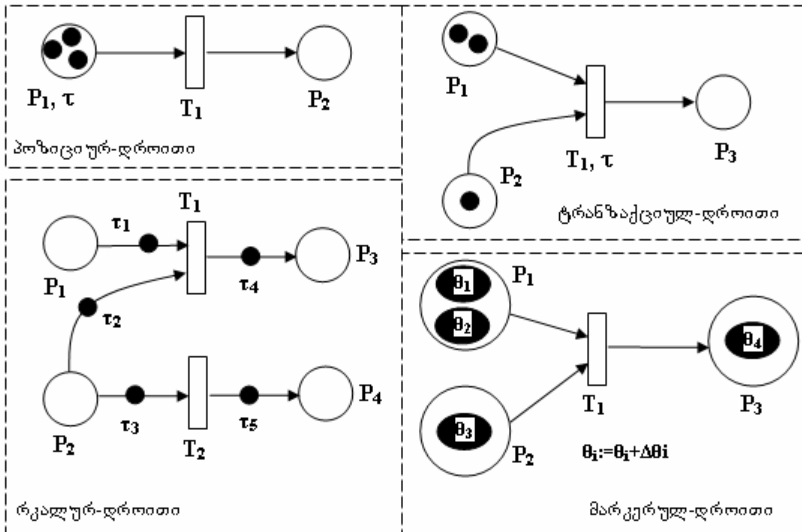 P₁, τ
T₁
P₂
პოზიციურ-დროითი
P₁
P₂
T₁, τ
P₃
ტრანზაქციულ-დროითი
P₁
τ₁
T₁
τ₂
τ₄
P₃
P₂
τ₃
T₂
τ₅
P₄
რკალურ-დროითი
θ₁
θ₂
P₁
θ₃
P₂
T₁
θ₄
P₃
θi:=θi+Δθi
მარკერულ-დროითი